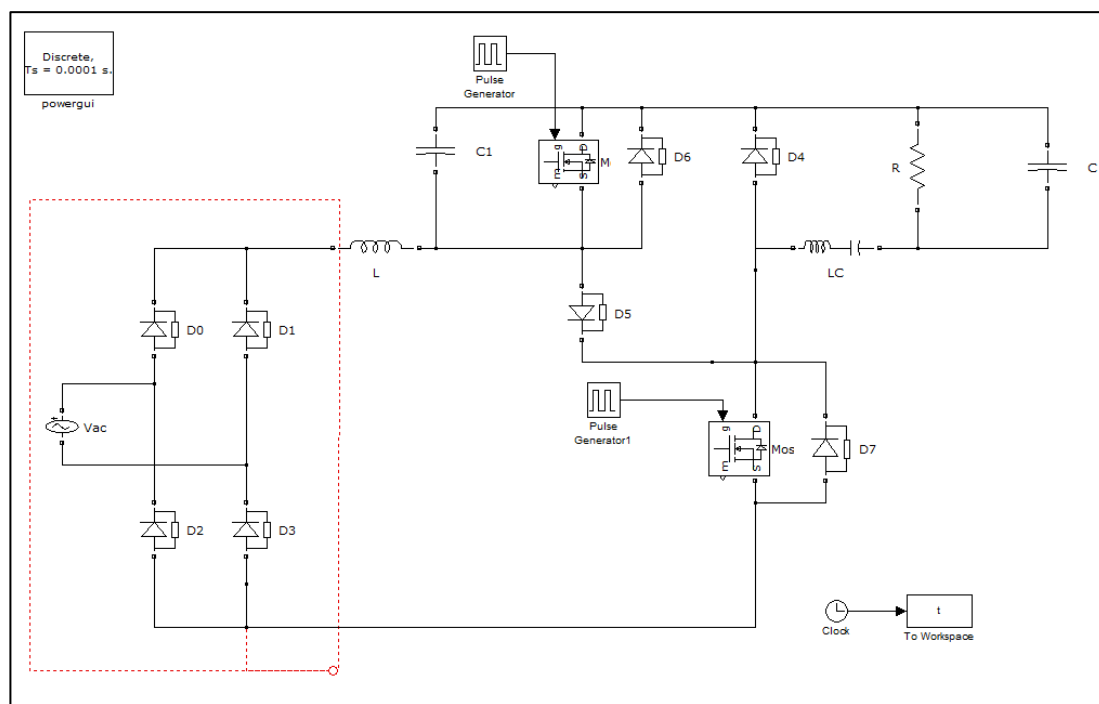 Discrete,
Ts = 0.0001 s.
powergui
Pulse
Generator
g
D
E
S
Mo
C1
D6
D4
R
C
L
LC
D5
D0
D1
Vac
Pulse
Generator1
g
D
E
S
Mos
D7
D2
D3
t
Clock
To Workspace